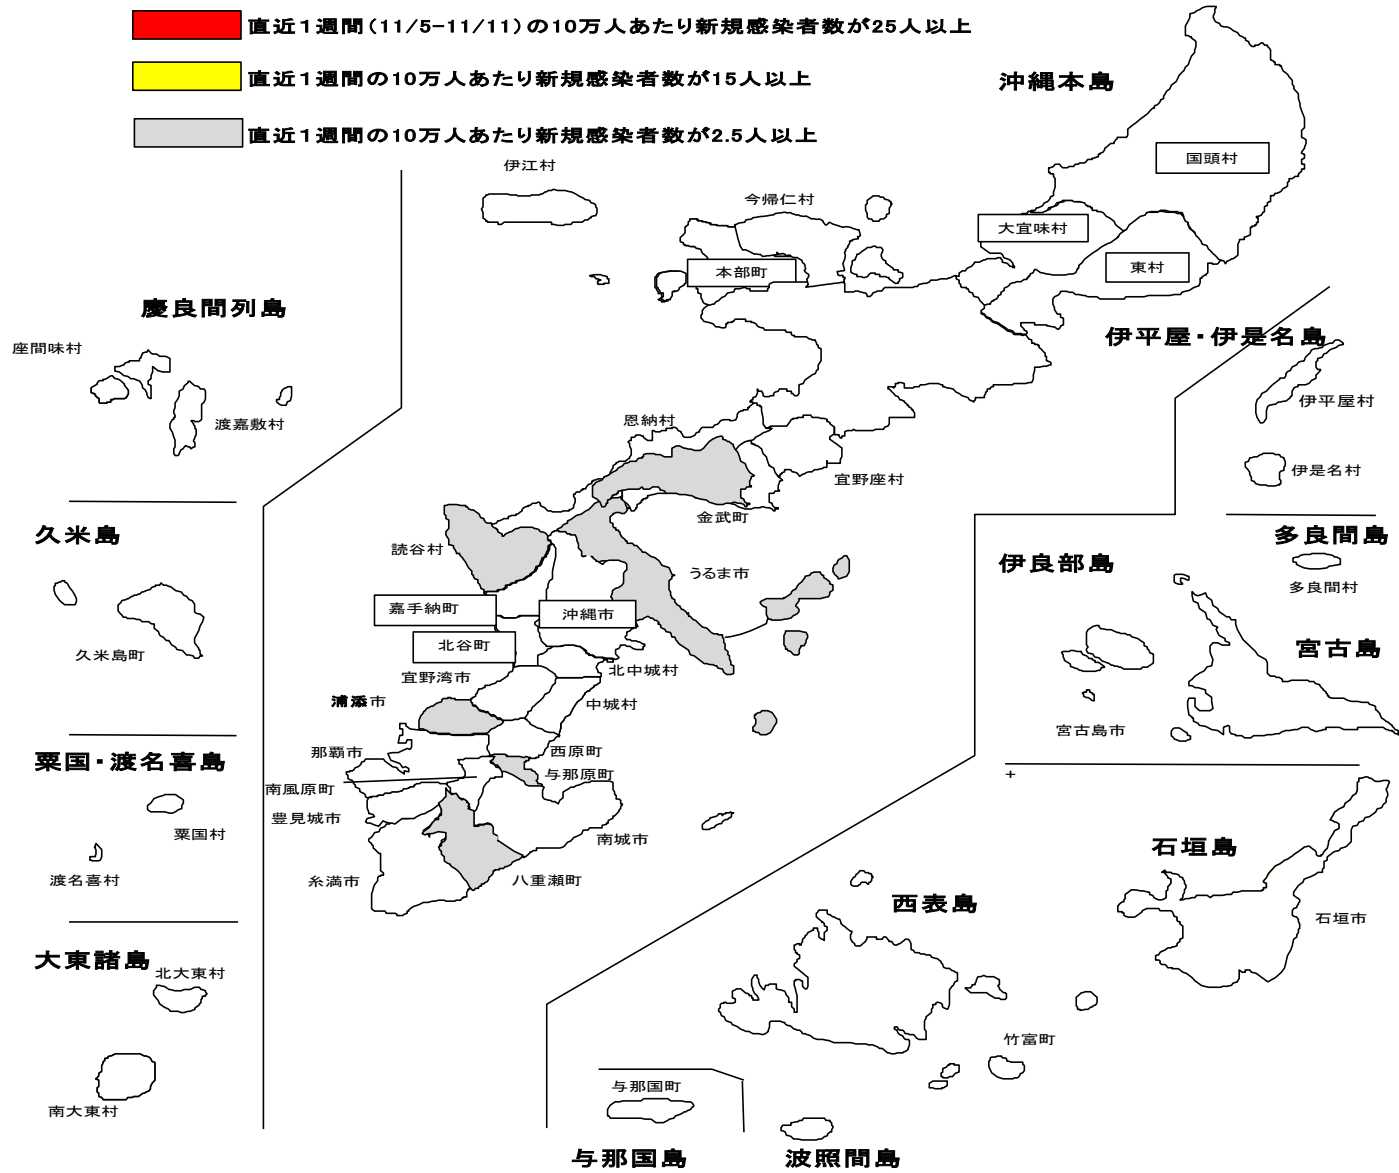 直近1週間(11/5-11/11)の10万人あたり新規感染者数が25人以上
直近1週間の10万人あたり新規感染者数が15人以上
直近1週間の10万人あたり新規感染者数が2.5人以上
沖縄本島
国頭村
伊江村
今帰仁村
大宜味村
東村
本部町
慶良間列島
座間味村
渡嘉敷村
伊平屋・伊是名島
伊平屋村
伊是名村
恩納村
宜野座村
金武町
久米島
久米島町
読谷村
うるま市
嘉手納町
沖縄市
北谷町
北中城村
宜野湾市
中城村
浦添市
那覇市
西原町
与那原町
南風原町
豊見城市
南城市
糸満市
八重瀬町
多良間島
多良間村
伊良部島
宮古島
宮古島市
+
粟国・渡名喜島
粟国村
渡名喜村
大東諸島
北大東村
南大東村
石垣島
石垣市
西表島
竹富町
与那国町
与那国島
波照間島